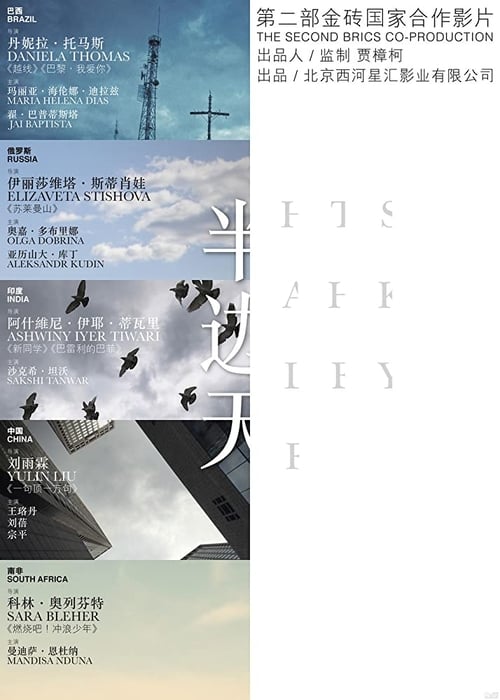 巴西
BRAZIL
导演
丹妮拉·托马斯
DANIELA THOMAS
《越线》《巴黎·我爱你》
主演
玛丽亚·海伦娜·迪拉兹
MARIA HELENA DIAS
翟·巴普蒂斯塔
JAI BAPTISTA
俄罗斯
RUSSIA
导演
伊丽莎维塔·斯蒂肖娃
ELIZAVETA STISHOVA
《苏莱曼山》
主演
奥嘉·多布里娜
OLGA DOBRINA
亚历山大·库丁
ALEKSANDR KUDIN
印度
INDIA
导演
阿什维尼·伊耶·蒂瓦里
ASHWINY IYER TIWARI
《新同学》《巴雷利的巴菲》
主演
沙克希·坦沃
SAKSHI TANWAR
中国
CHINA
导演
刘雨霖
YULIN LIU
《一句顶一万句》
主演
王珞丹
刘蓓
宗平
南非
SOUTH AFRICA
导演
科林·奥列芬特
SARA BLEHER
《燃烧吧！冲浪少年》
主演
曼迪萨·恩杜纳
MANDISA NDUNA
半边天
第二部金砖国家合作影片
THE SECOND BRICS CO-PRODUCTION
出品人 / 监制 贾樟柯
出品 / 北京西河星汇影业有限公司